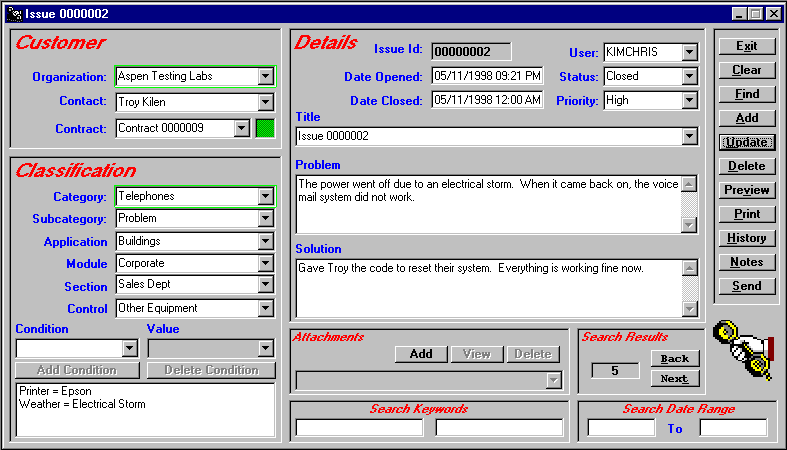 Issue 0000002
Customer
Organization: Aspen Testing Labs
Contact: Troy Kilen
Contract: Contract 0000009
Classification
Category: Telephones
Subcategory: Problem
Application Buildings
Module Corporate
Section Sales Dept
Control Other Equipment
Condition Value
Add Condition Delete Condition
Printer = Epson
Weather = Electrical Storm
Details
Issue Id: 00000002 User: KIMCHRIS
Date Opened: 05/11/1998 09:21 PM Status: Closed
Date Closed: 05/11/1998 12:00 AM Priority: High
Title
Issue 0000002
Problem
The power went off due to an electrical storm. When it came back on, the voice
mail system did not work.
Solution
Gave Troy the code to reset their system. Everything is working fine now.
Attachments
Add View Delete
Search Results
5
Back
Next
Search Keywords
Search Date Range
To
Exit
Clear
Find
Add
Update
Delete
Preview
Print
History
Notes
Send